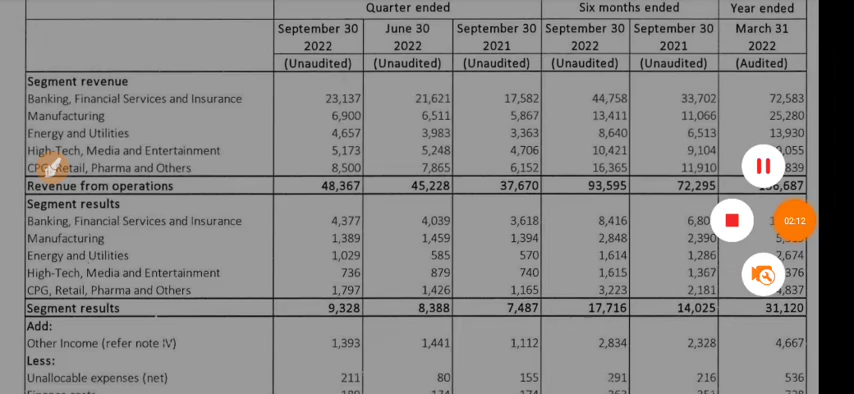 Quarter ended Six months ended Year ended
September 30 June 30 September 30 September 30 September 30 March 31
2022 2022 2021 2022 2021 2022
(Unaudited) (Unaudited) (Unaudited) (Unaudited) (Unaudited) (Audited)
Segment revenue
Banking, Financial Services and Insurance 23,137 21,621 17,582 44,758 33,702 72,583
Manufacturing 6,900 6,511 5,867 13,411 11,066 25,280
Energy and Utilities 4,657 3,983 3,363 8,640 6,513 13,930
High-Tech, Media and Entertainment 5,173 5,248 4,706 10,421 9,104
Retail, Pharma and Others 8,500 7,865 6,152 16,365 11,910
Revenue from operations 48,367 45,228 37,670 93,595 72,295
Segment results
Banking, Financial Services and Insurance 4,377 4,039 3,618 8,416
Manufacturing 1,389 1,459 1,394 2,848 2,390
Energy and Utilities 1,029 585 570 1,614 1,286 2,674
High-Tech, Media and Entertainment 736 879 740 1,615 1,367
CPG, Retail, Pharma and Others 1,797 1,426 1,165 3,223 2,181
Segment results 9,328 8,388 7,487 17,716 14,025 31,120
Add:
Other Income (refer note IV) 1,393 1,441 1,112 2,834 2,328 4,667
Less:
Unallocable expenses (net) 211 80 155 291 216 536
02:12